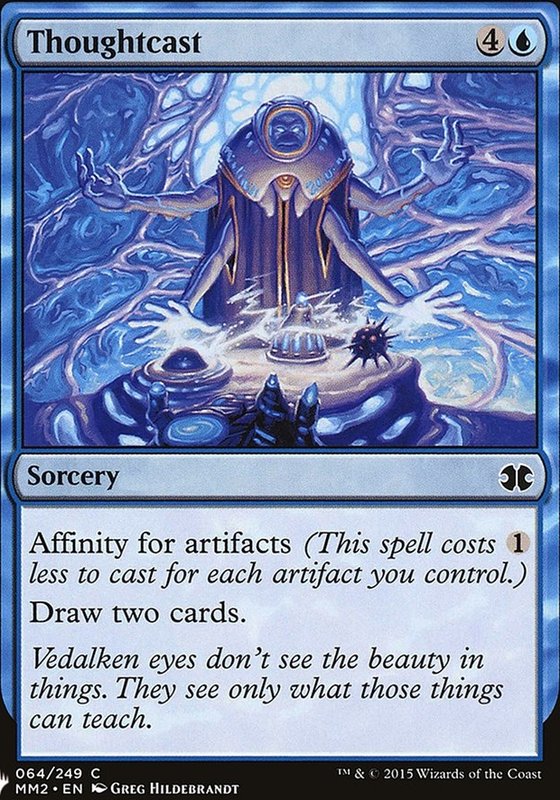 Thoughtcast 4
Sorcery
Affinity for artifacts (This spell costs 1
less to cast for each artifact you control.)
Draw two cards.
Vedalken eyes don't see the beauty in
things. They see only what those things
can teach.
064/249 C
MM2 • EN Greg Hildebrandt
™ & © 2015 Wizards of the Coast